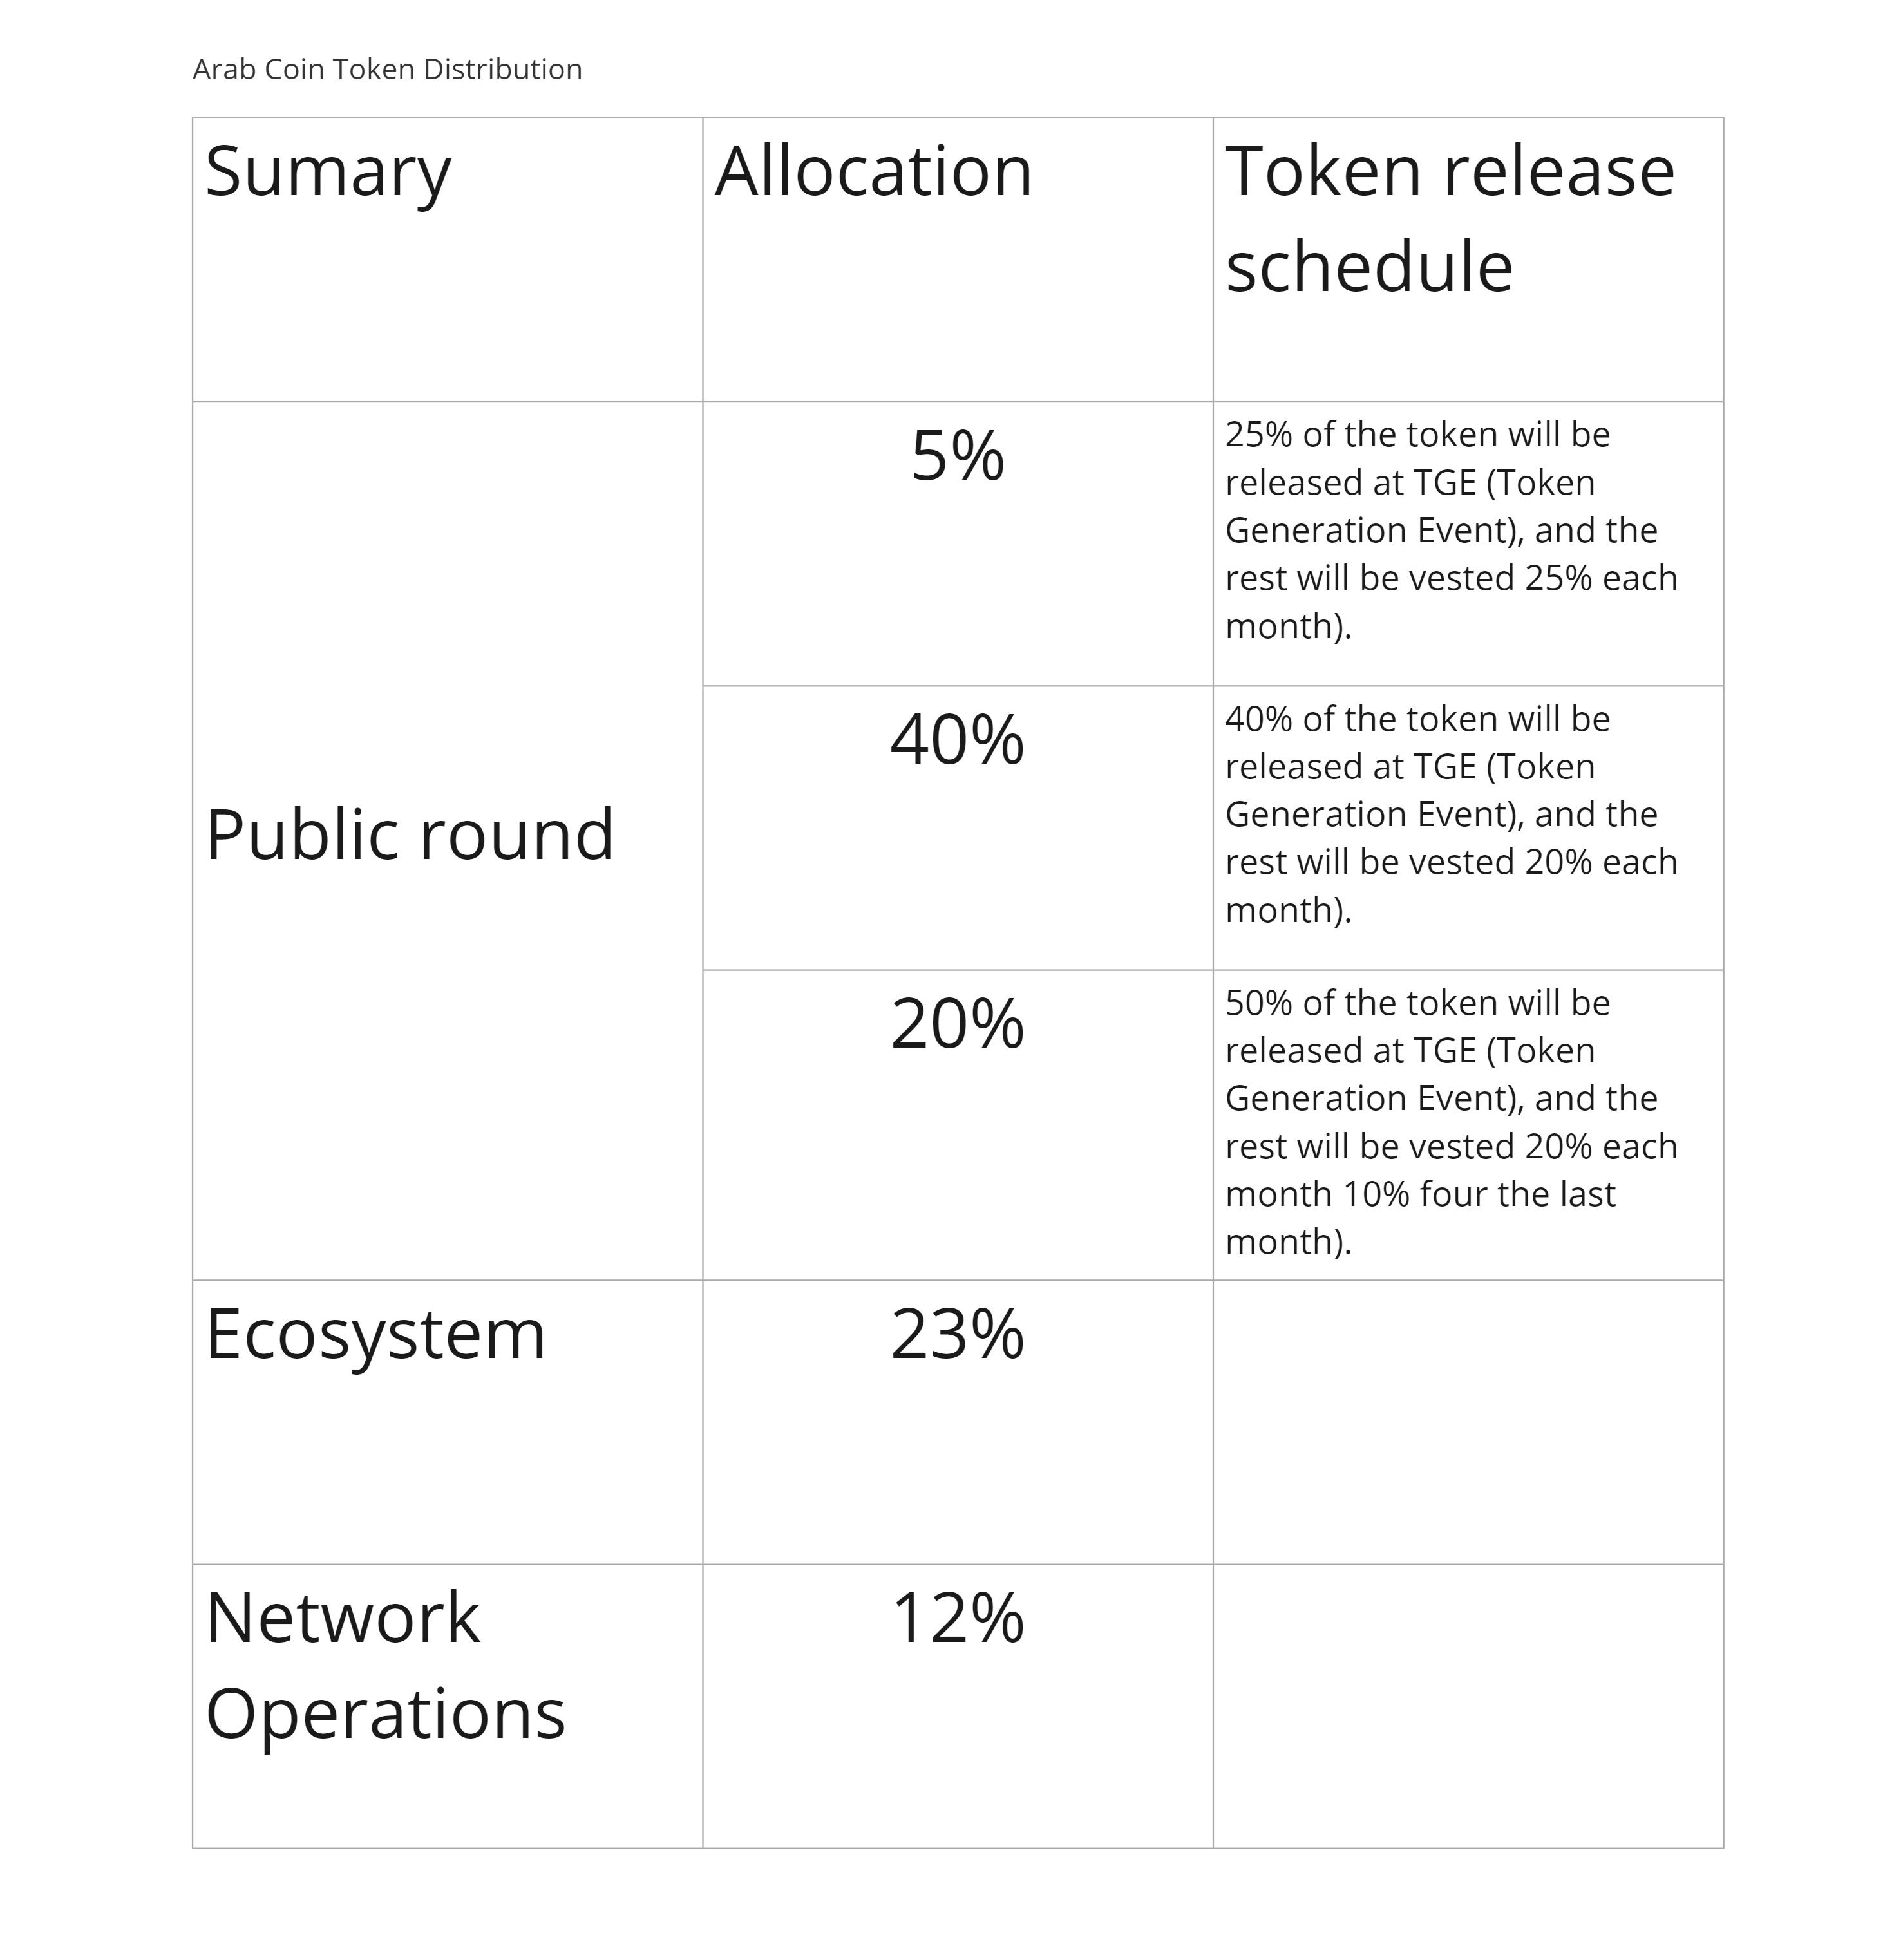 Arab Coin Token Distribution
Sumary
Allocation
Token release
schedule
Public round
5%
25% of the token will be
released at TGE (Token
Generation Event), and the
rest will be vested 25% each
month).
40%
40% of the token will be
released at TGE (Token
Generation Event), and the
rest will be vested 20% each
month).
20%
50% of the token will be
released at TGE (Token
Generation Event), and the
rest will be vested 20% each
month 10% four the last
month).
Ecosystem
23%
Network
Operations
12%